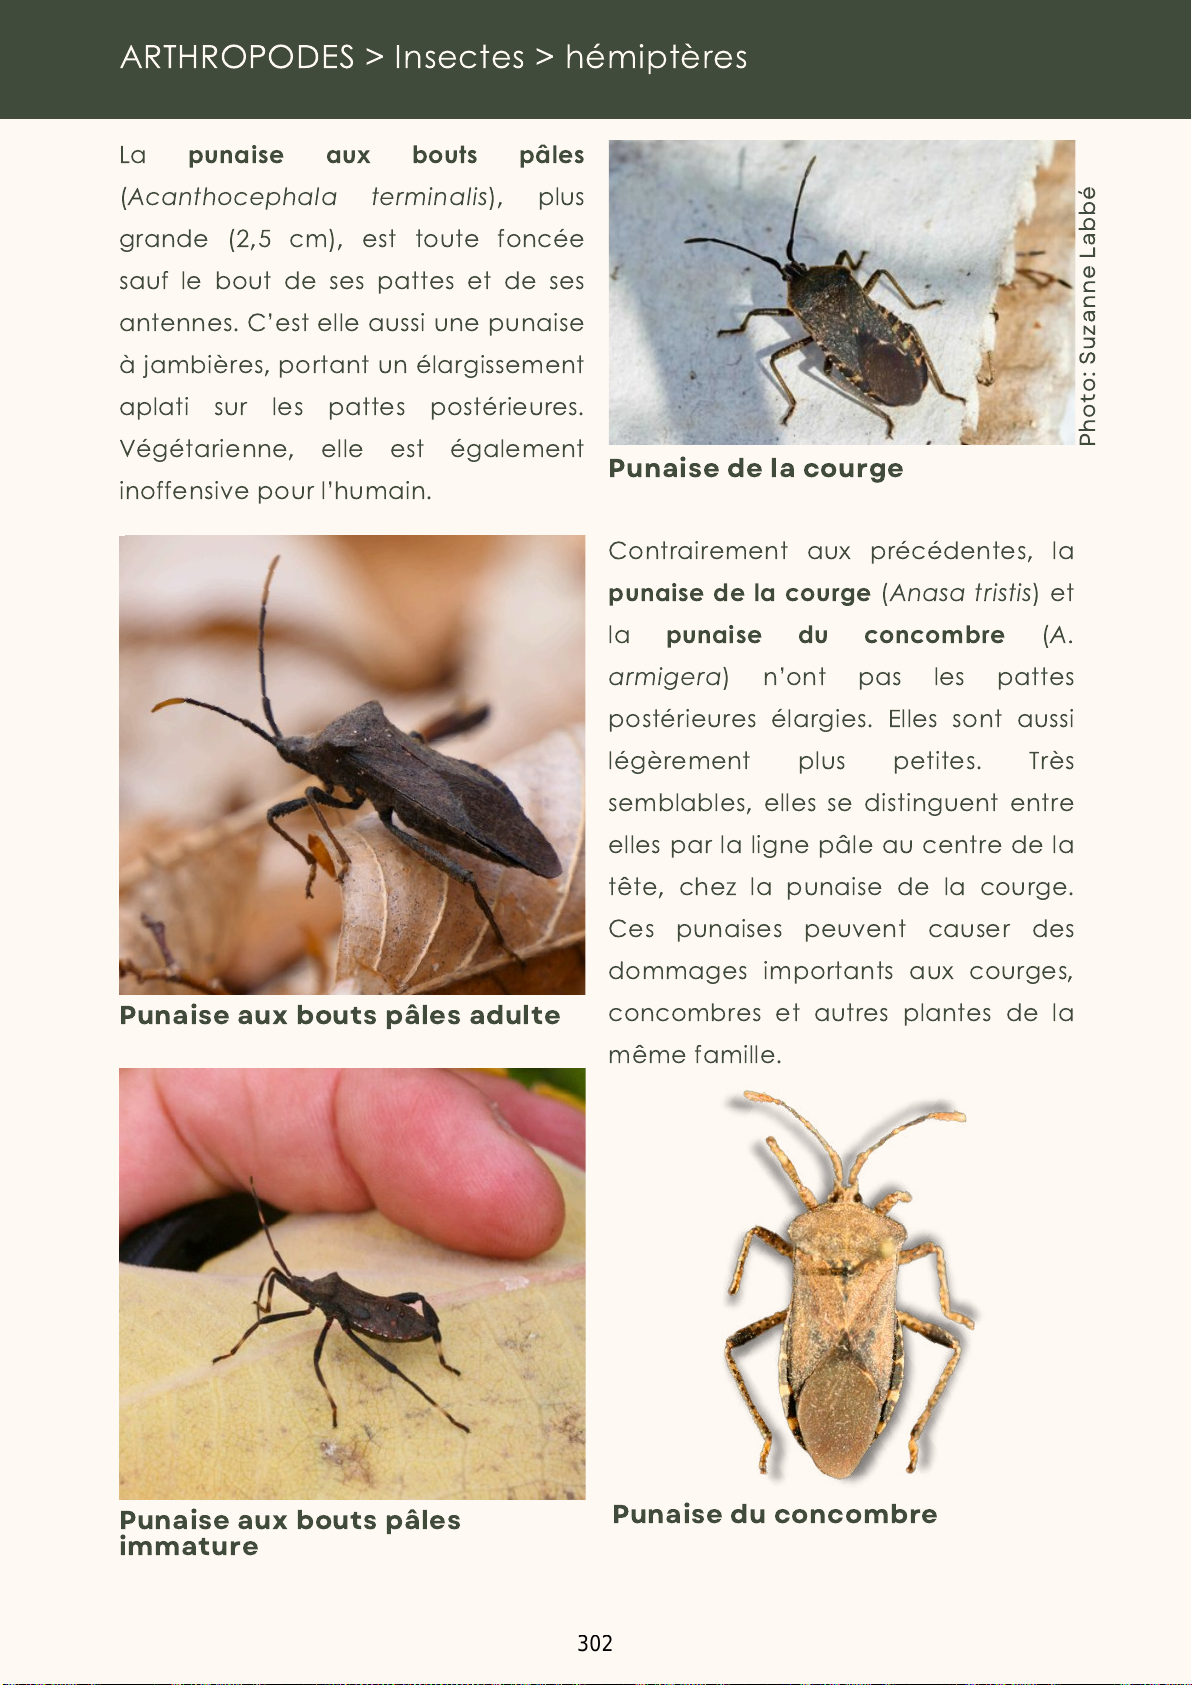 ARTHROPODES > Insectes > hémiptères
La punaise aux bouts pâles
(Acanthocephala terminalis), plus
grande (2,5 cm), est toute foncée
sauf le bout de ses pattes et de ses
antennes. C’est elle aussi une punaise
à jambières, portant un élargissement
aplati sur les pattes postérieures.
Végétarienne, elle est également
inoffensive pour l’humain.
Punaise aux bouts pâles adulte
Punaise aux bouts pâles
immature
Photo: Suzanne Labbé
Punaise de la courge
Contrairement aux précédentes, la
punaise de la courge (Anasa tristis) et
la punaise du concombre (A.
armigera) n’ont pas les pattes
postérieures élargies. Elles sont aussi
légèrement plus petites. Très
semblables, elles se distinguent entre
elles par la ligne pâle au centre de la
tête, chez la punaise de la courge.
Ces punaises peuvent causer des
dommages importants aux courges,
concombres et autres plantes de la
même famille.
Punaise du concombre
302